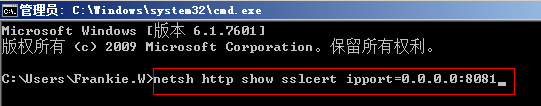 管理员: C:\Windows\system32\cmd.exe
Microsoft Windows [版本 6.1.7601]
版权所有 (c) 2009 Microsoft Corporation。保留所有权利。
C:\Users\Frankie.W>netsh http show sslcert ipport=0.0.0.0:8081_